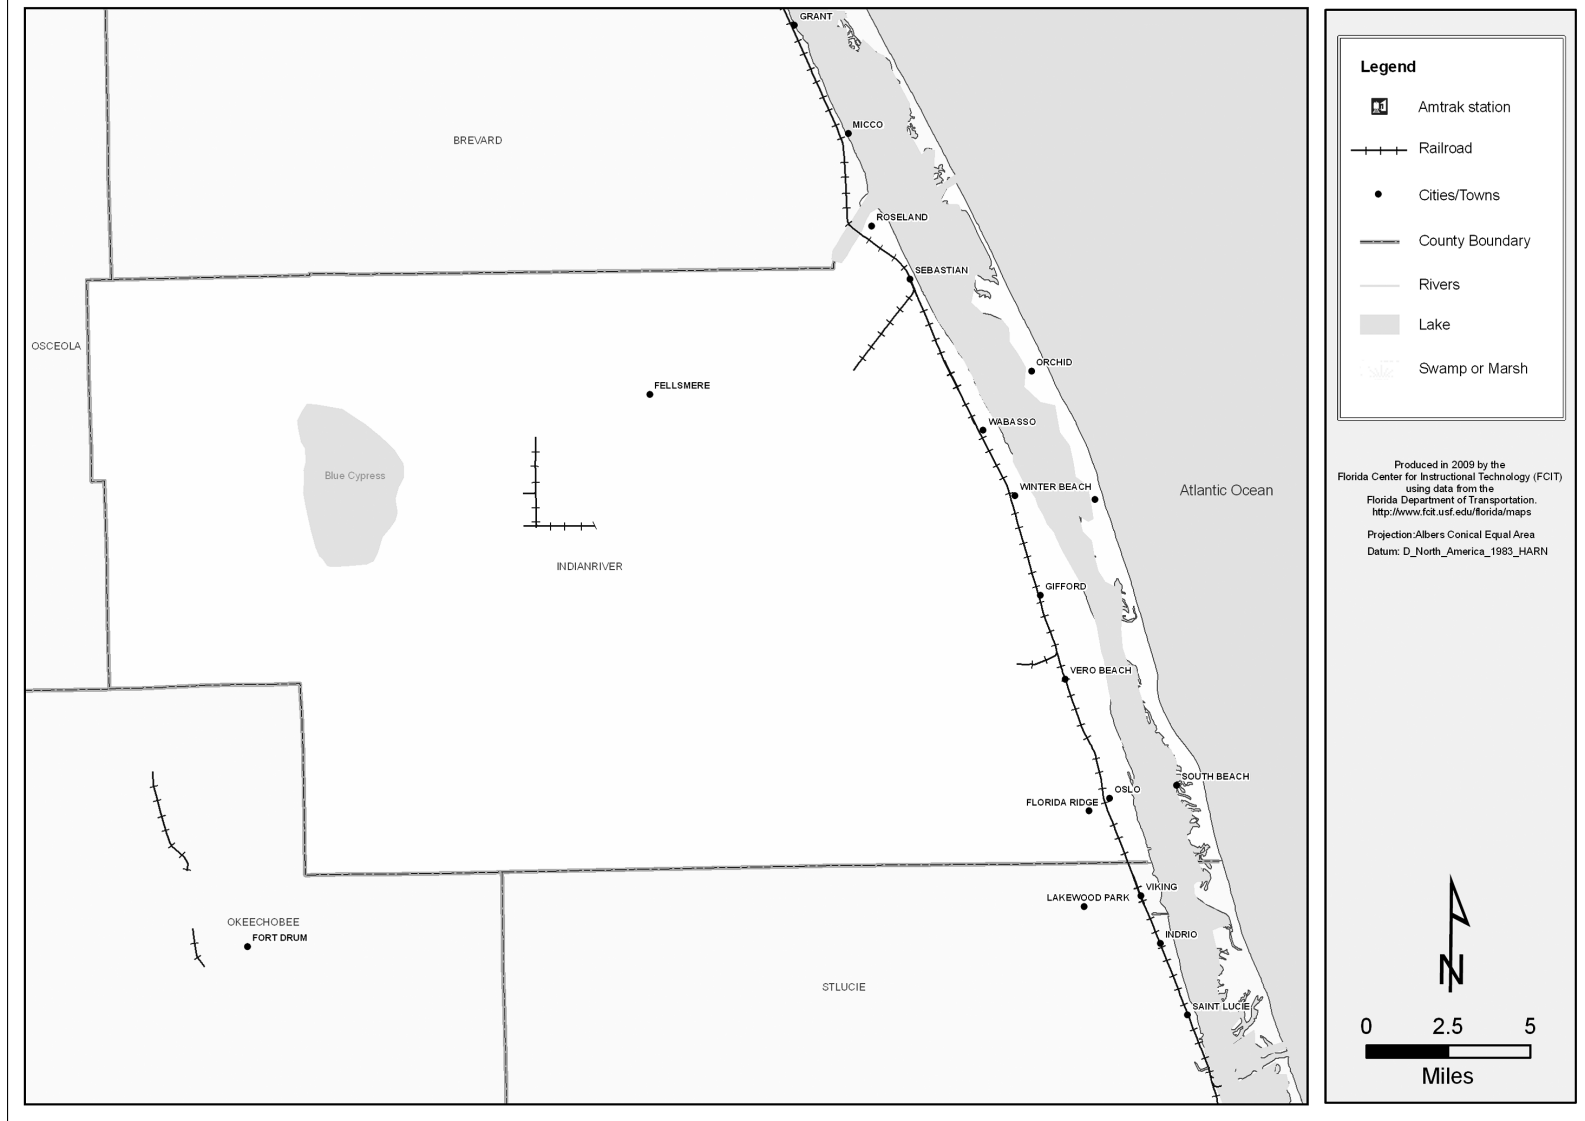 GRANT
MICCO
BREVARD
ROSELAND
SEBASTIAN
OSCEOLA
ORCHID
FELLSMERE
WABASSO
Blue Cypress
WINTER BEACH
Atlantic Ocean
INDIANRIVER
GIFFORD
VERO BEACH
SOUTH BEACH
OSLO
FLORIDA RIDGE
VIKING
LAKEWOOD PARK
OKEECHOBEE
FORT DRUM
INDRIO
STLUCIE
SAINT LUCIE
Legend
Amtrak station
Railroad
Cities/Towns
County Boundary
Rivers
Lake
Swamp or Marsh
Produced in 2009 by the
Florida Center for Instructional Technology (FCIT)
using data from the
Florida Department of Transportation.
http://www.fcit.usf.edu/florida/maps
Projection:Albers Conical Equal Area
Datum: D_North_America_1983_HARN
N
0 2.5 5
Miles